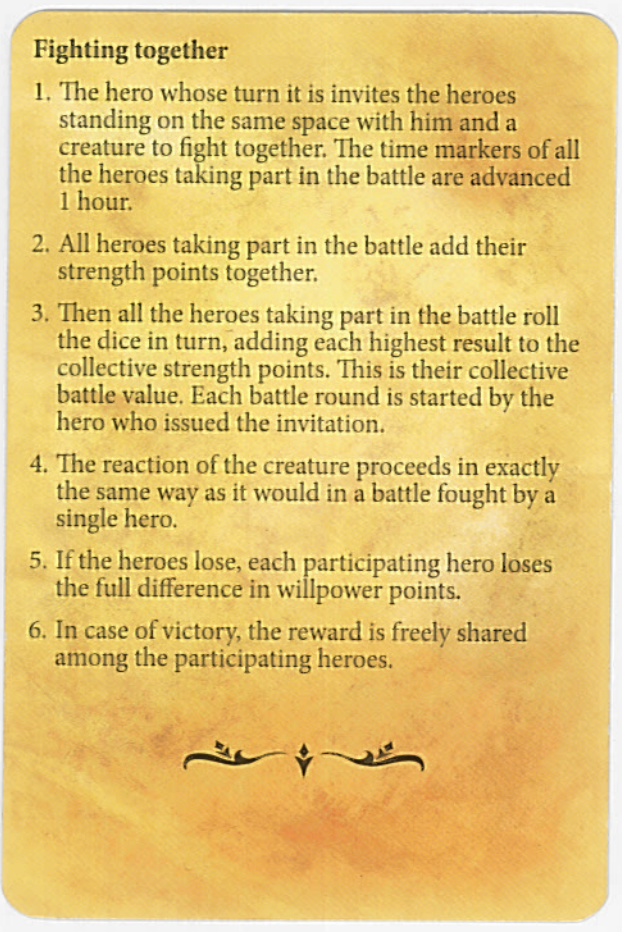 Fighting together
1. The hero whose turn it is invites the heroes
standing on the same space with him and a
creature to fight together. The time markers of all
the heroes taking part in the battle are advanced
1 hour.
2. All heroes taking part in the battle add their
strength points together.
3. Then all the heroes taking part in the battle roll
the dice in turn, adding each highest result to the
collective strength points. This is their collective
battle value. Each battle round is started by the
hero who issued the invitation.
4. The reaction of the creature proceeds in exactly
the same way as it would in a battle fought by a
single hero.
5. If the heroes lose, each participating hero loses
the full difference in willpower points.
6. In case of victory, the reward is freely shared
among the participating heroes.